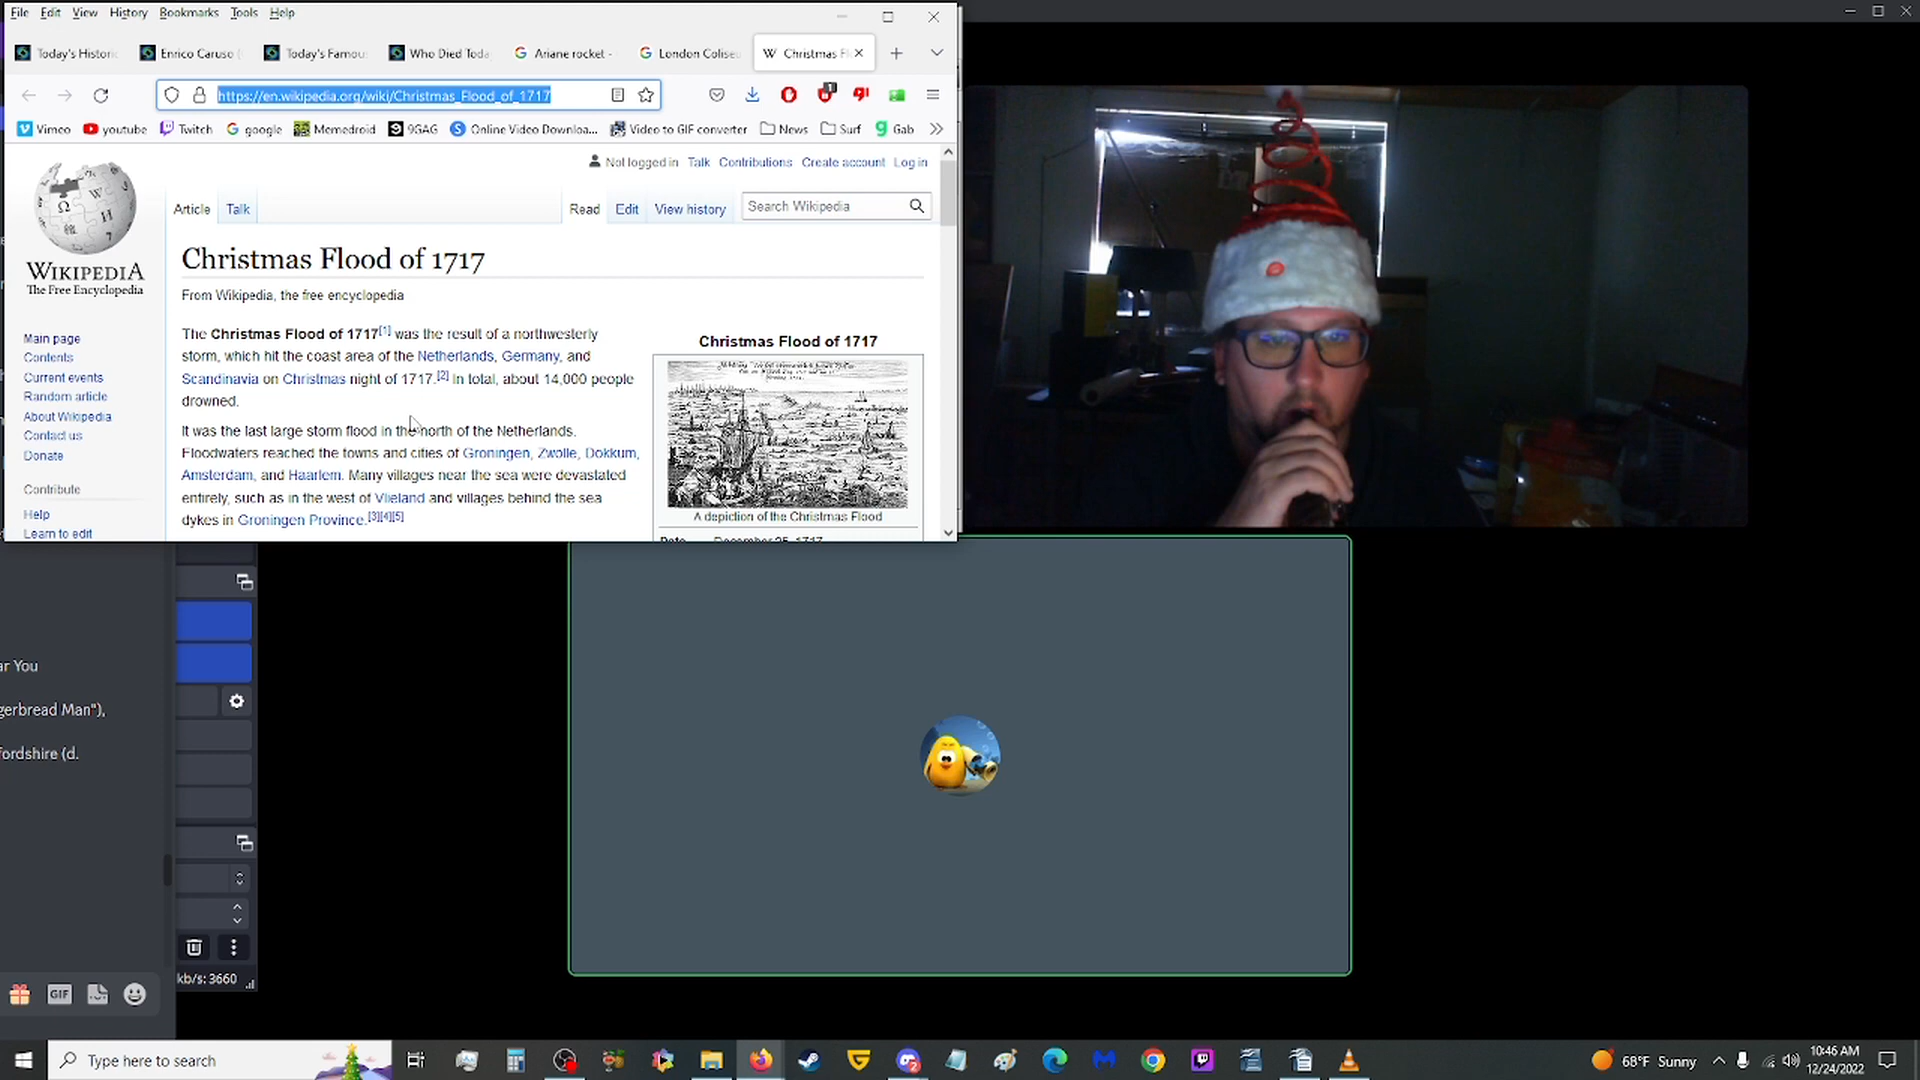 File Edit View History Bookmarks Tools Help
Today's Histori
Enrico Caruso (
Today's Famou
Who Died Toda
Ariane rocket -
London Coliseu
Christmas Fl
https://en.wikipedia.org/wiki/Christmas_Flood_of_1717
1
Vimeo youtube Twitch google Memedroid 9GAG Online Video Downloa... Video to GIF converter News Surf Gab
Not logged in Talk Contributions Create account Log in
Article Talk Read Edit View history Search Wikipedia
WIKIPEDIA
The Free Encyclopedia
Main page
Contents
Current events
Random article
About Wikipedia
Contact us
Donate
Contribute
Help
Learn to edit
Christmas Flood of 1717
From Wikipedia, the free encyclopedia
The Christmas Flood of 1717[1] was the result of a northwesterly
storm, which hit the coast area of the Netherlands, Germany, and
Scandinavia on Christmas night of 1717.[2] In total, about 14,000 people
drowned.
It was the last large storm flood in the north of the Netherlands.
Floodwaters reached the towns and cities of Groningen, Zwolle, Dokkum,
Amsterdam, and Haarlem. Many villages near the sea were devastated
entirely, such as in the west of Vlieland and villages behind the sea
dykes in Groningen Province.[3][4][5]
Christmas Flood of 1717
A depiction of the Christmas Flood
Date December 25, 1717
ar You
gerbread Man"),
fordshire (d.
kb/s: 3660
GIF
Type here to search
2
68°F Sunny
10:46 AM
12/24/2022